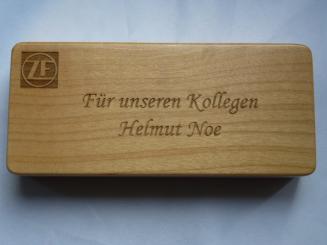 ZF
Für unseren Kollegen
Helmut Noe